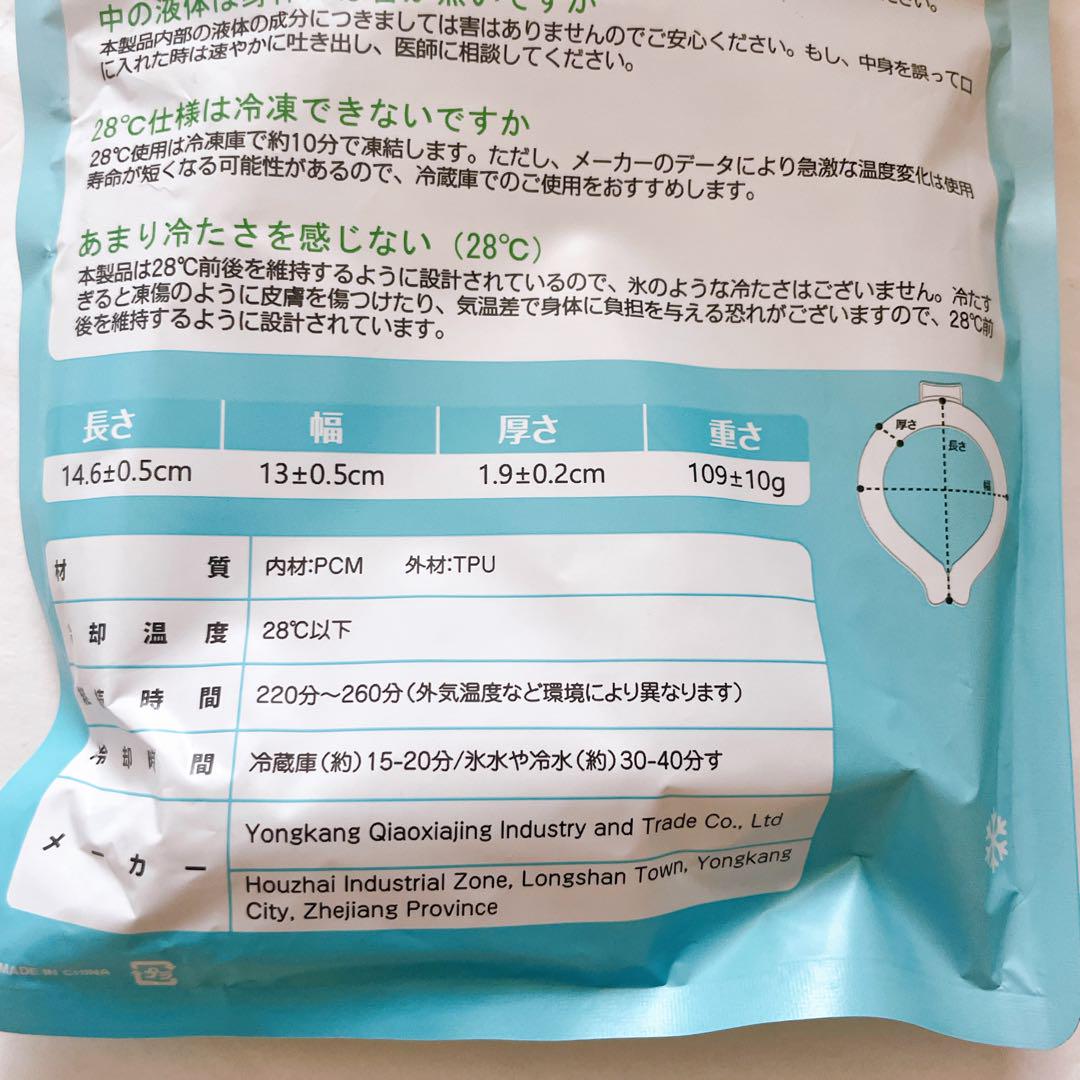 ださい。
中の液体は身体に
無いですか
本製品内部の液体の成分につきましては害はありませんのでご安心ください。もし、中身を誤って口
に入れた時は速やかに吐き出し、医師に相談してください。
28℃仕様は冷凍できないですか
28℃使用は冷凍庫で約10分で凍結します。ただし、メーカーのデータにより急激な温度変化は使用
寿命が短くなる可能性があるので、冷蔵庫でのご使用をおすすめします。
あまり冷たさを感じない（28℃）
本製品は28℃前後を維持するように設計されているので、氷のような冷たさはございません。冷たす
ぎると凍傷のように皮膚を傷つけたり、気温差で身体に負担を与える恐れがございますので、28℃前
後を維持するように設計されています。
長さ 幅 厚さ 重さ
14.6±0.5cm 13±0.5cm 1.9±0.2cm 109±10g
厚さ
長さ
幅
材質 内材:PCM 外材:TPU
却温度 28℃以下
時間 220分～260分（外気温度など環境により異なります）
冷却時間 冷蔵庫（約）15-20分/氷水や冷水（約）30-40分す
メーカー Yongkang Qiaoxiajing Industry and Trade Co., Ltd
Houzhai Industrial Zone, Longshan Town, Yongkang
City, Zhejiang Province
MADE IN CHINA プラ